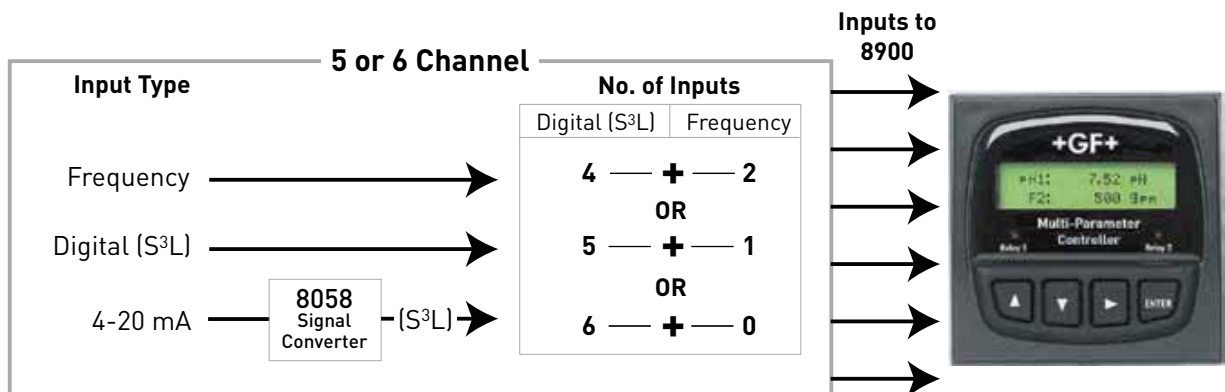 Inputs to
8900
5 or 6 Channel
Input Type
No. of Inputs
Digital (S³L) Frequency
Frequency
4 + 2
OR
Digital (S³L)
5 + 1
OR
4-20 mA
8058
Signal
Converter
(S³L)
6 + 0
+GF+
pH1: 7.52 pH
F2: 500 gpm
Multi-Parameter
Controller
Relay 1
Relay 2
ENTER